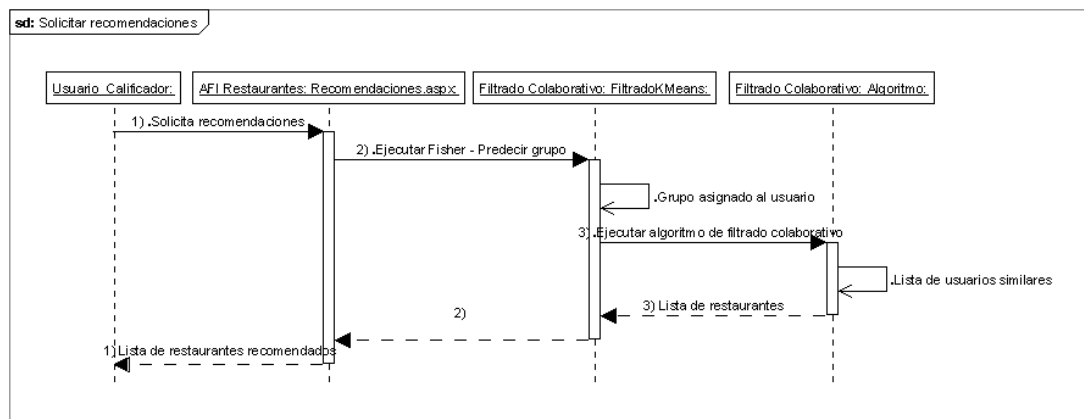 sd: Solicitar recomendaciones
Usuario_Calificador:
AFI Restaurantes: Recomendaciones.aspx:
Filtrado Colaborativo: FiltradoKMeans:
Filtrado Colaborativo: Algoritmo:
1) .Solicita recomendaciones
2) .Ejecutar Fisher - Predecir grupo
.Grupo asignado al usuario
3) .Ejecutar algoritmo de filtrado colaborativo
.Lista de usuarios similares
3) Lista de restaurantes
2)
1) Lista de restaurantes recomendados